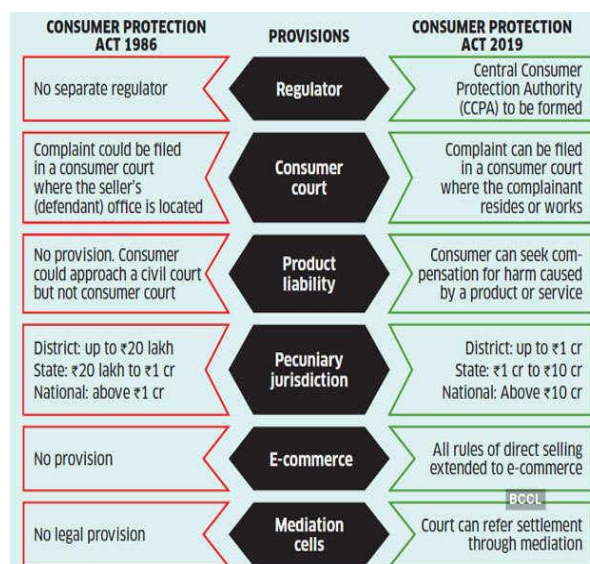 CONSUMER PROTECTION
ACT 1986
PROVISIONS
CONSUMER PROTECTION
ACT 2019
No separate regulator
Regulator
Central Consumer
Protection Authority
(CCPA) to be formed
Complaint could be filed
in a consumer court
where the seller's
(defendant) office is located
Consumer
court
Complaint can be filed
in a consumer court
where the complainant
resides or works
No provision. Consumer
could approach a civil court
but not consumer court
Product
liability
Consumer can seek com-
pensation for harm caused
by a product or service
District: up to ₹20 lakh
State: ₹20 lakh to ₹1 cr
National: above ₹1 cr
Pecuniary
jurisdiction
District: up to ₹1 cr
State: ₹1 cr to ₹10 cr
National: Above ₹10 cr
No provision
E-commerce
All rules of direct selling
extended to e-commerce
BCCL
No legal provision
Mediation
cells
Court can refer settlement
through mediation